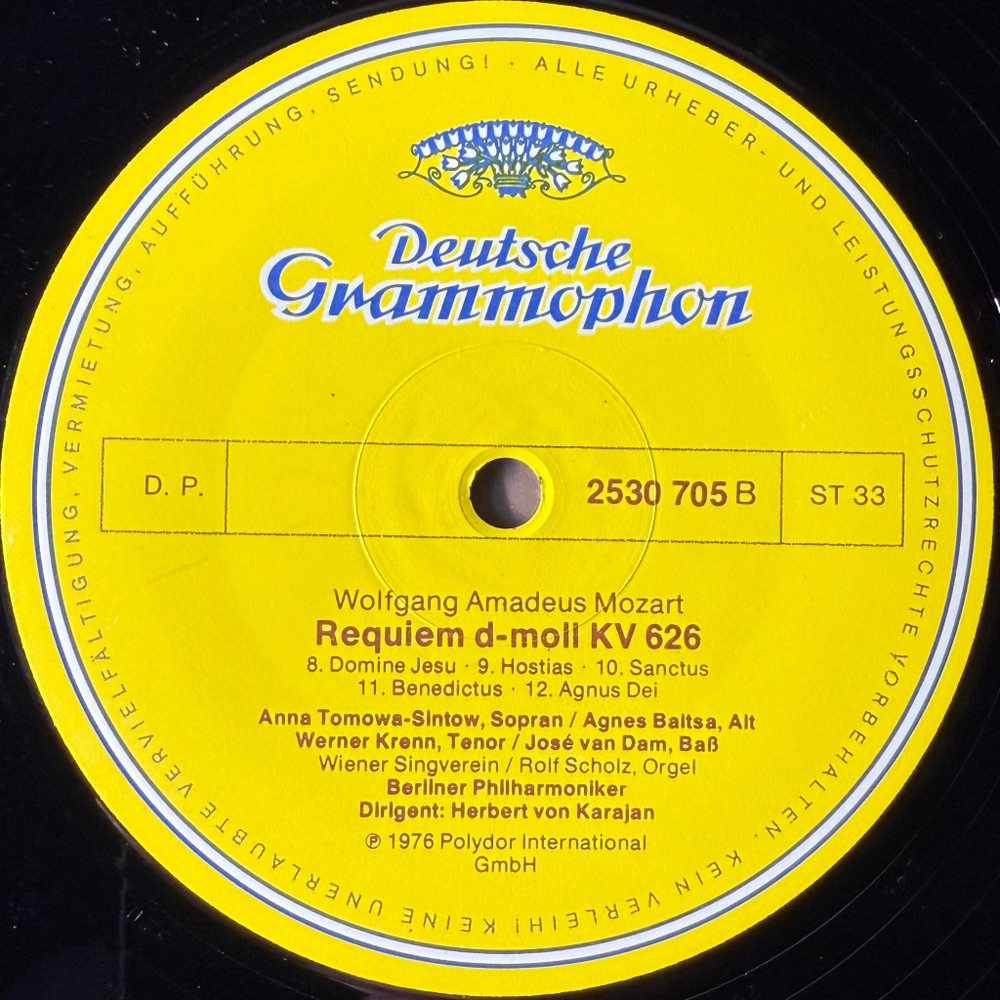 ALLE URHEBER- UND LEISTUNGSSCHUTZRECHTE VORBEHALTEN. KEIN VERLEIH! KEINE UNERLAUBTE VERVIELFÄLTIGUNG, VERMIETUNG, AUFFÜHRUNG, SENDUNG! ·
Deutsche
Grammophon
D. P.
2530 705 B
ST 33
Wolfgang Amadeus Mozart
Requiem d-moll KV 626
8. Domine Jesu · 9. Hostias · 10. Sanctus
11. Benedictus · 12. Agnus Dei
Anna Tomowa-Sintow, Sopran / Agnes Baltsa, Alt
Werner Krenn, Tenor / José van Dam, Baß
Wiener Singverein / Rolf Scholz, Orgel
Berliner Philharmoniker
Dirigent: Herbert von Karajan
℗ 1976 Polydor International
GmbH